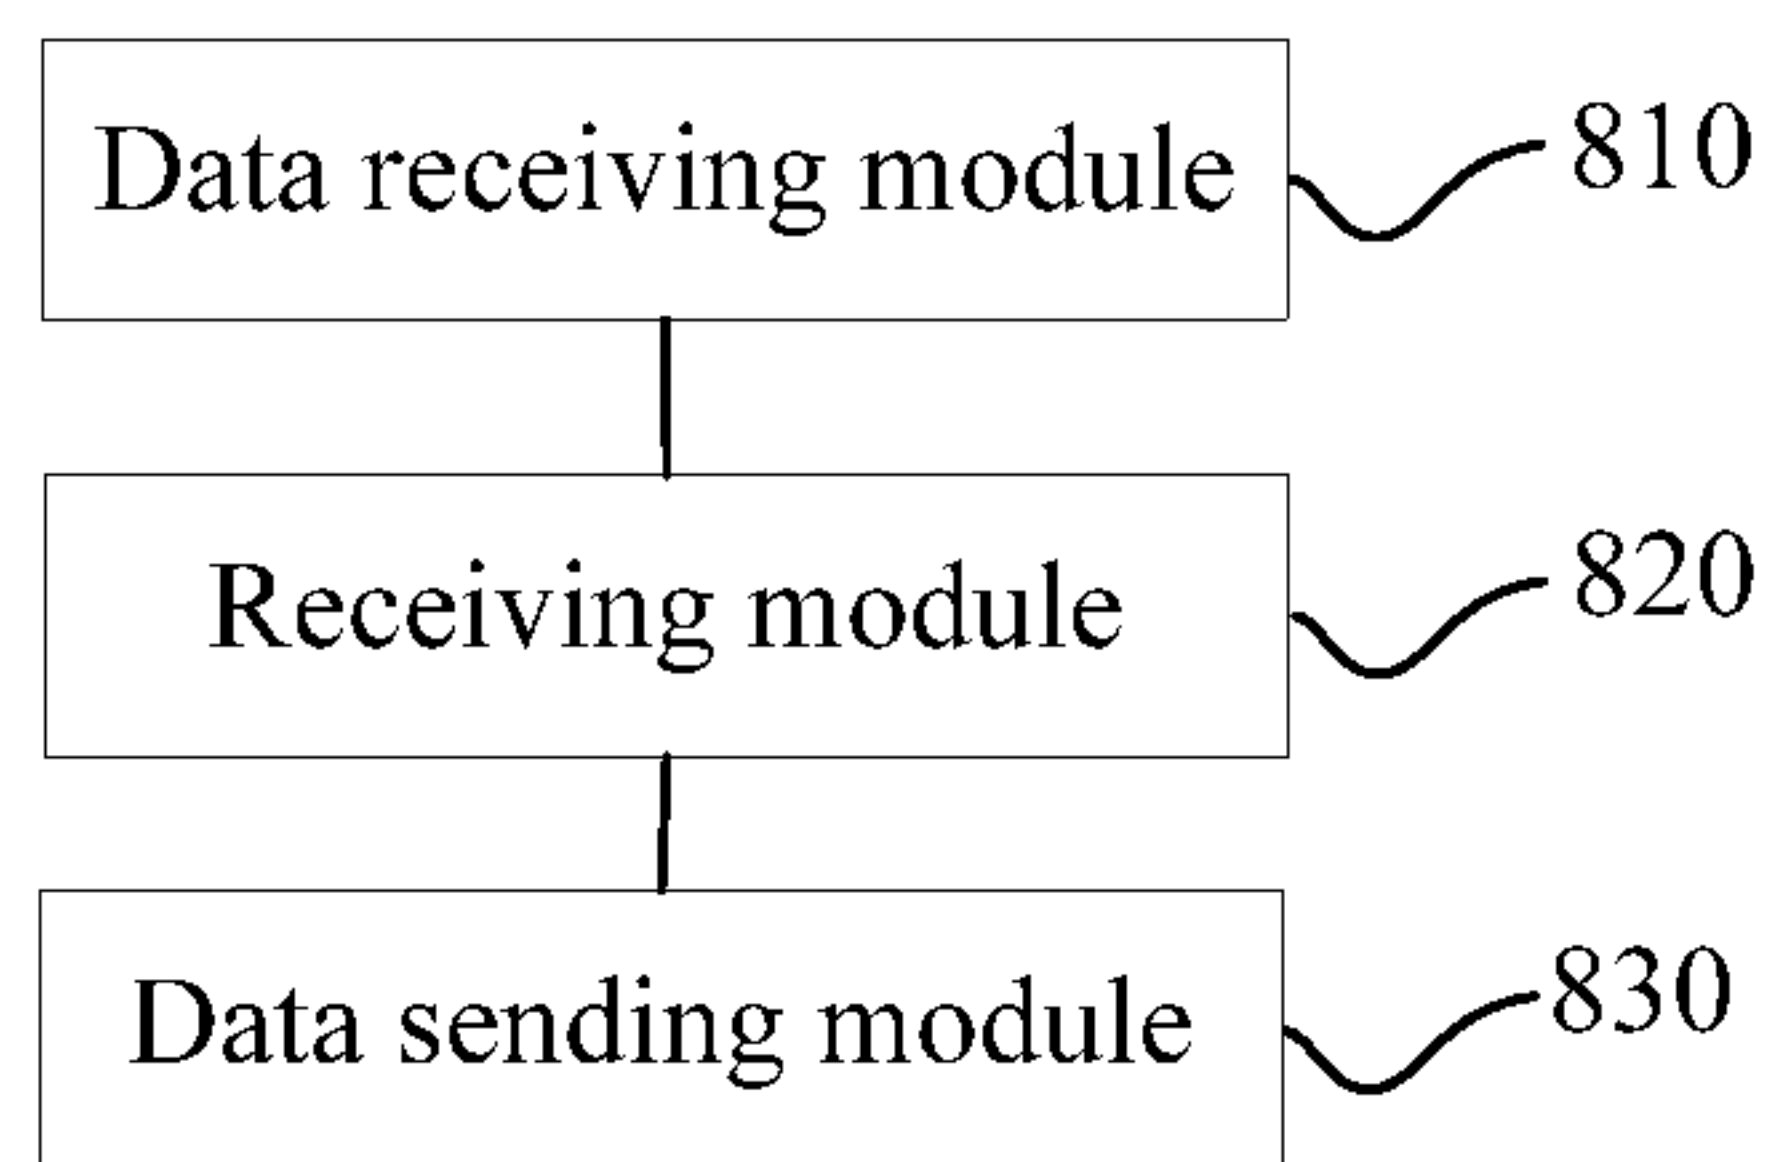 Data receiving module 810
Receiving module 820
Data sending module 830